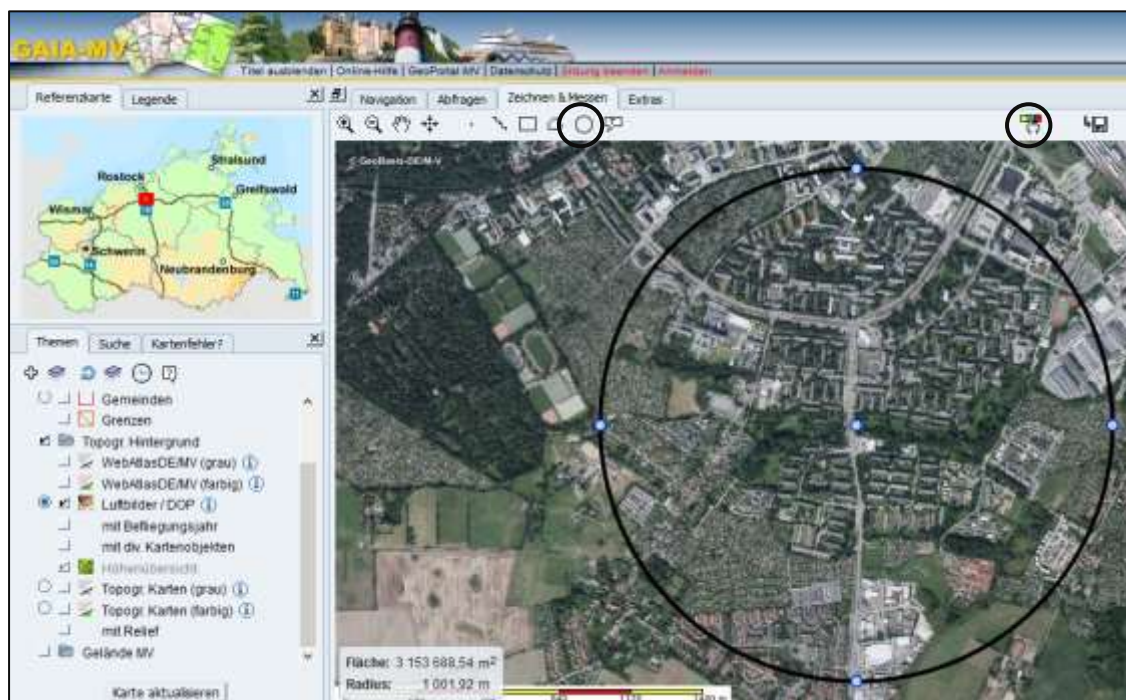 GAIA-MV
Titel ausblenden | Online-Hilfe | GeoPortal MV | Datenschutz | Sitzung beenden | Anmelden
Referenzkarte Legende
Navigation Abfragen Zeichnen & Messen Extras
© GeoBasis-DE/M-V
Stralsund
Rostock
Greifswald
Wismar
Schwerin
Neubrandenburg
Themen Suche Kartenfehler?
Gemeinden
Grenzen
Topogr. Hintergrund
WebAtlasDE/MV (grau)
WebAtlasDE/MV (farbig)
Luftbilder / DOP
mit Befliegungsjahr
mit div. Kartenobjekten
Höhenübersicht
Topogr. Karten (grau)
Topogr. Karten (farbig)
mit Relief
Gelände MV
Karte aktualisieren
Fläche: 3 153 688,54 m²
Radius: 1 001,92 m